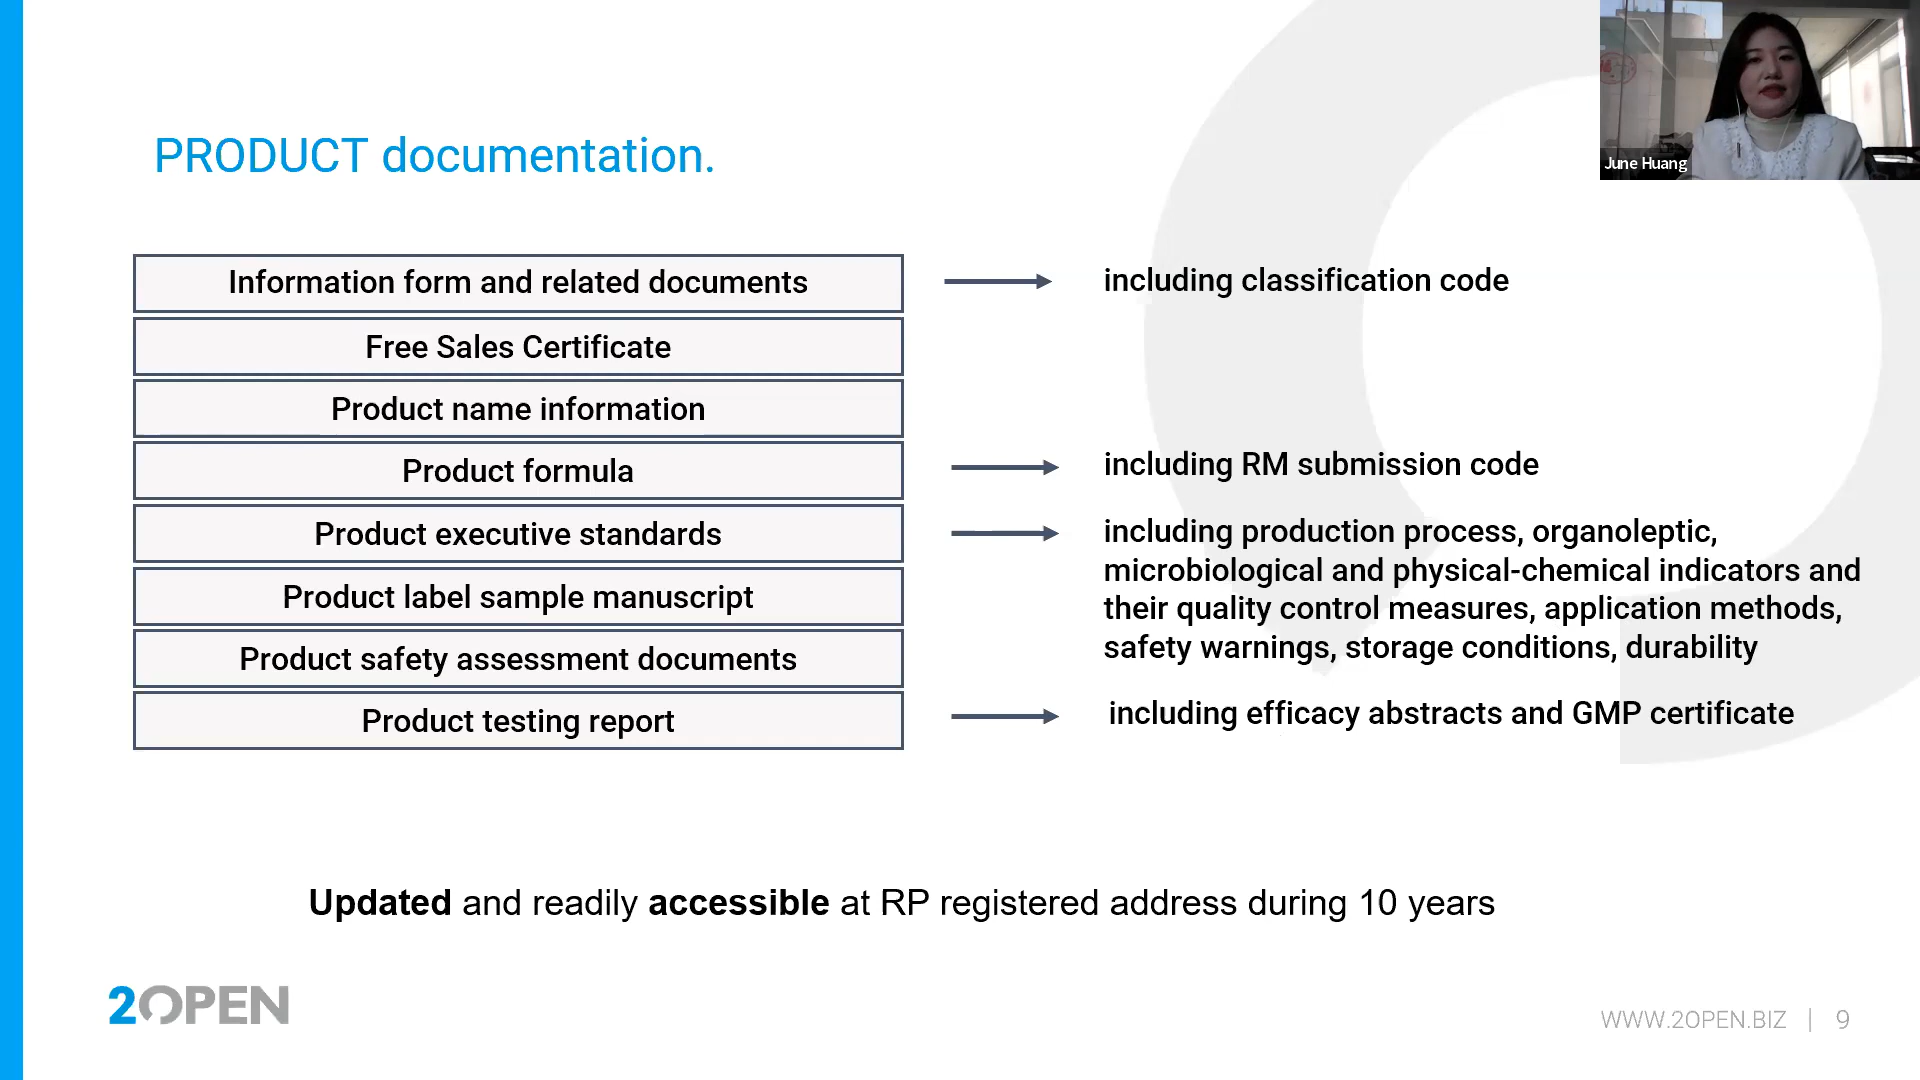 PRODUCT documentation.
June Huang
Information form and related documents
including classification code
Free Sales Certificate
Product name information
Product formula
including RM submission code
Product executive standards
including production process, organoleptic,
microbiological and physical-chemical indicators and
their quality control measures, application methods,
safety warnings, storage conditions, durability
Product label sample manuscript
Product safety assessment documents
Product testing report
including efficacy abstracts and GMP certificate
Updated and readily accessible at RP registered address during 10 years
2OPEN
WWW.2OPEN.BIZ | 9